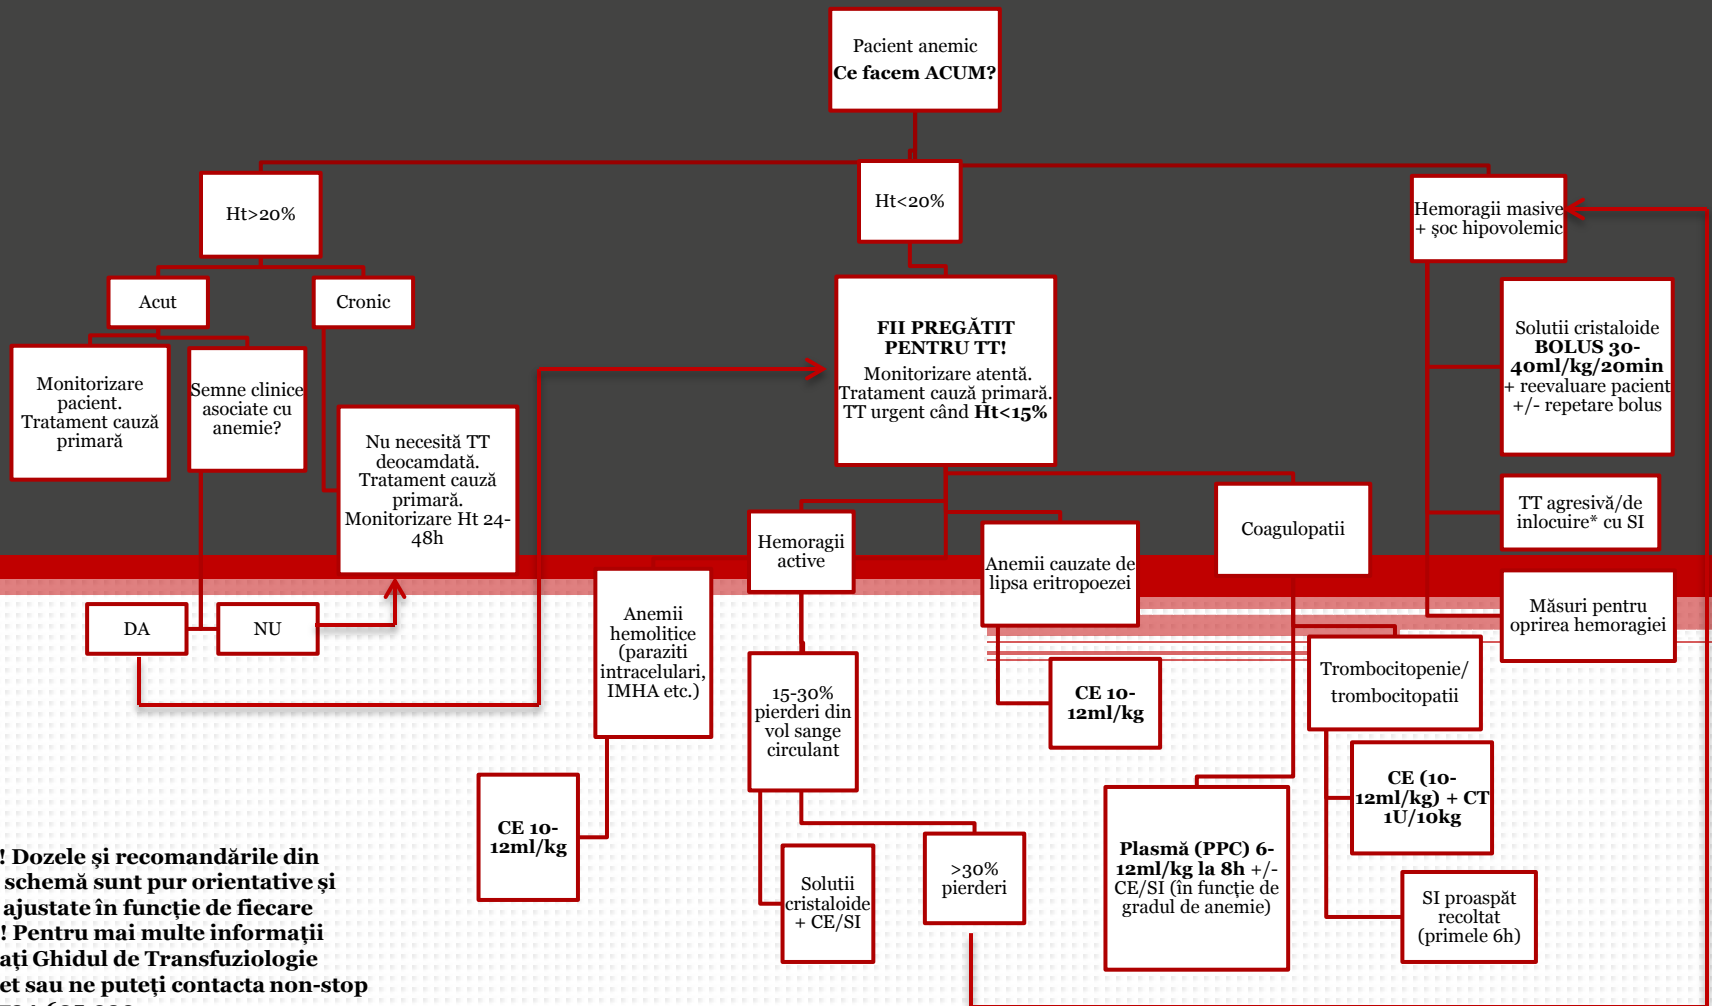 Pacient anemic
Ce facem ACUM?
Ht>20%
Ht<20%
Hemoragii masive
+ șoc hipovolemic
Acut
Cronic
Monitorizare
pacient.
Tratament cauză
primară
Semne clinice
asociate cu
anemie?
Nu necesită TT
deocamdată.
Tratament cauză
primară.
Monitorizare Ht 24-
48h
DA
NU
FII PREGĂTIT
PENTRU TT!
Monitorizare atentă.
Tratament cauză primară.
TT urgent când Ht<15%
Solutii cristaloide
BOLUS 30-
40ml/kg/20min
+ reevaluare pacient
+/- repetare bolus
TT agresivă/de
inlocuire* cu SI
Măsuri pentru
oprirea hemoragiei
Anemii
hemolitice
(paraziti
intracelulari,
IMHA etc.)
CE 10-
12ml/kg
Hemoragii
active
15-30%
pierderi din
vol sange
circulant
Solutii
cristaloide
+ CE/SI
>30%
pierderi
Anemii cauzate de
lipsa eritropoezei
CE 10-
12ml/kg
Coagulopatii
Plasmă (PPC) 6-
12ml/kg la 8h +/-
CE/SI (în funcție de
gradul de anemie)
Trombocitopenie/
trombocitopatii
CE (10-
12ml/kg) + CT
1U/10kg
SI proaspăt
recoltat
(primele 6h)
! Dozele și recomandările din
schemă sunt pur orientative și
ajustate în funcție de fiecare
! Pentru mai multe informații
ați Ghidul de Transfuziologie
et sau ne puteți contacta non-stop